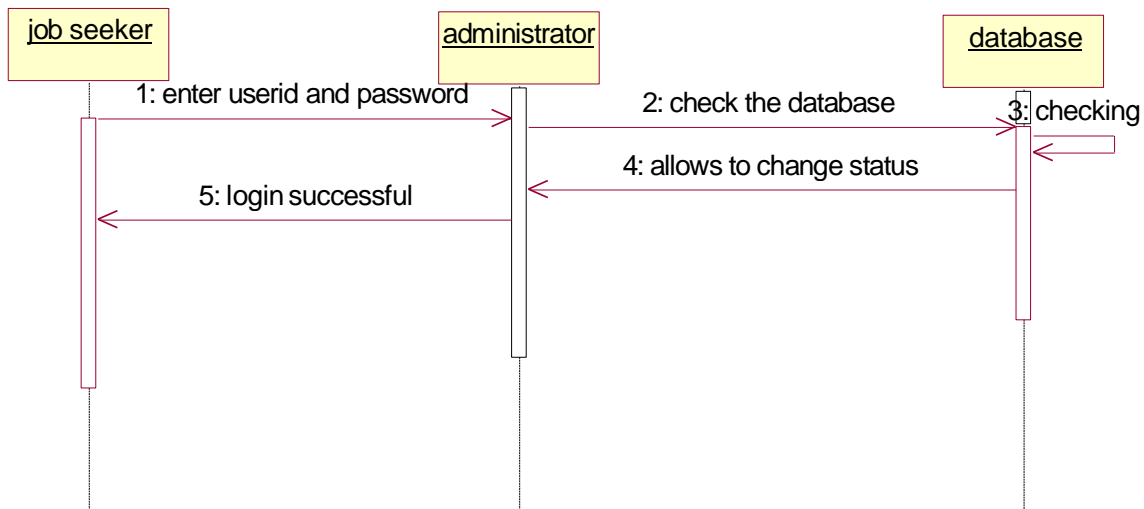 job seeker
administrator
database
1: enter userid and password
2: check the database
3: checking
4: allows to change status
5: login successful